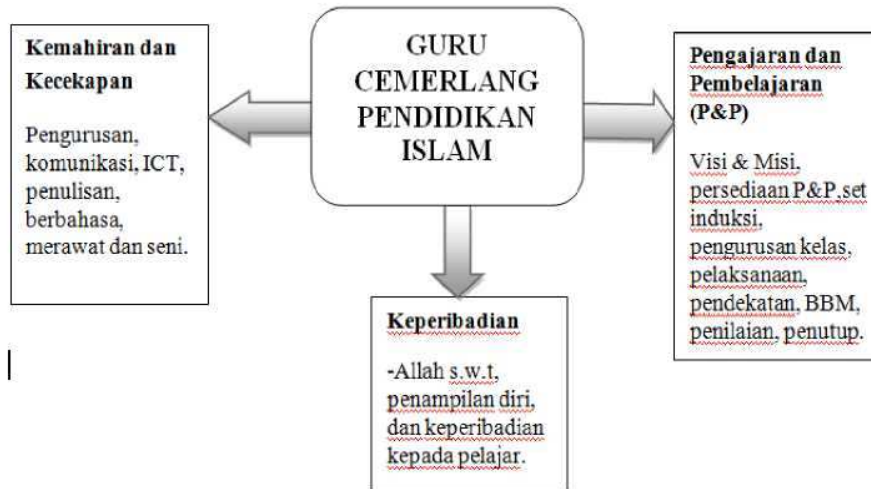 GURU
CEMERLANG
PENDIDIKAN
ISLAM
Kemahiran dan
Kecekapan
Pengurusan,
komunikasi, ICT,
penulisan,
berbahasa,
merawat dan seni.
Keperibadian
-Allah s.w.t,
penampilan diri,
dan keperibadian
kepada pelajar.
Pengajaran dan
Pembelajaran
(P&P)
Visi & Misi,
persediaan P&P,set
induksi,
pengurusan kelas,
pelaksanaan,
pendekatan, BBM,
penilaian, penutup.